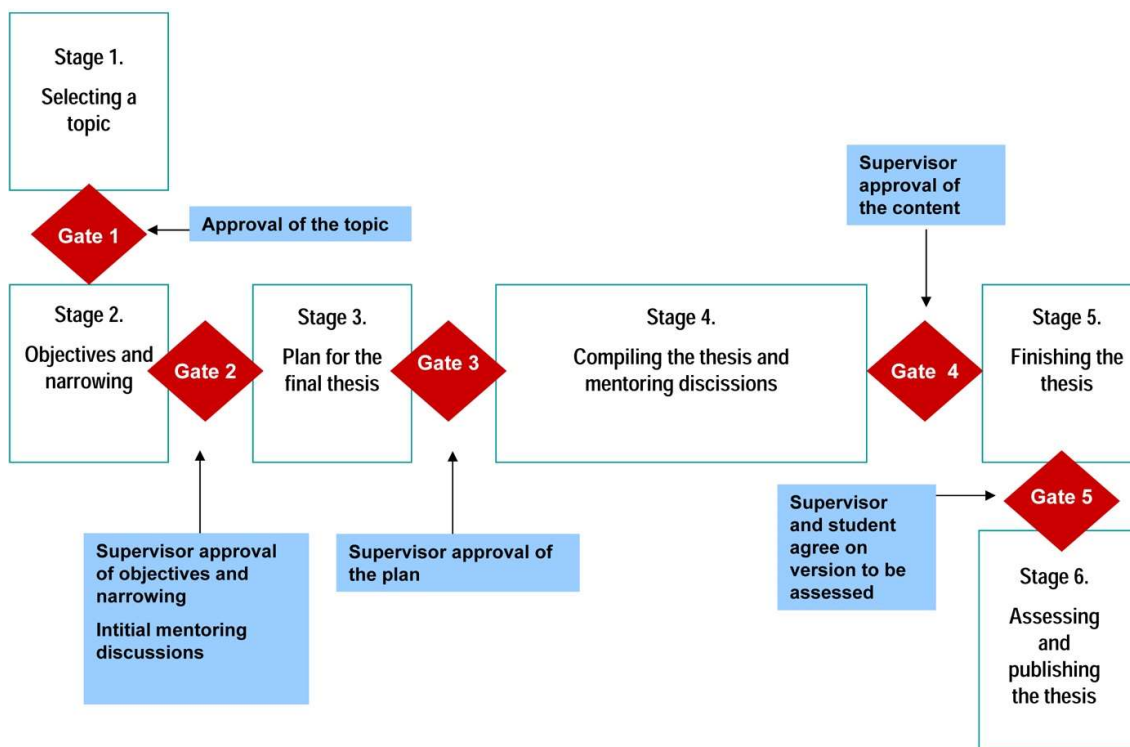 Stage 1.
Selecting a
topic
Gate 1
Approval of the topic
Stage 2.
Objectives and
narrowing
Gate 2
Supervisor approval
of objectives and
narrowing
Intitial mentoring
discussions
Stage 3.
Plan for the
final thesis
Gate 3
Supervisor approval of
the plan
Stage 4.
Compiling the thesis and
mentoring discissions
Supervisor
approval of
the content
Gate 4
Stage 5.
Finishing the
thesis
Supervisor
and student
agree on
version to be
assessed
Gate 5
Stage 6.
Assessing
and
publishing
the thesis